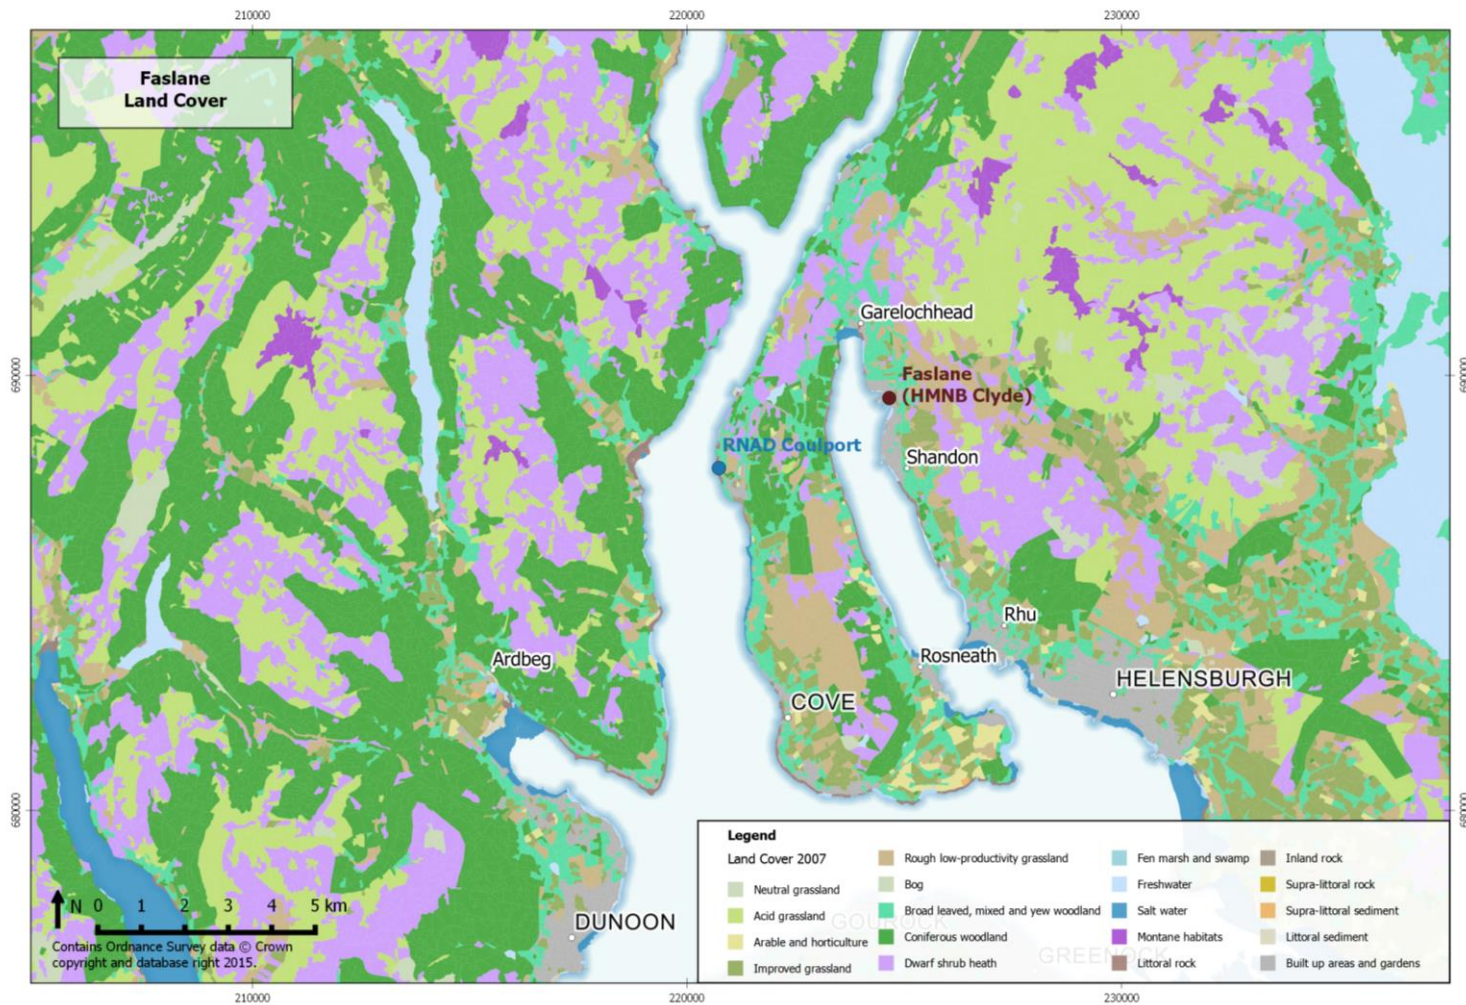 210000
220000
230000
Faslane
Land Cover
Garelochhead
690000
690000
Faslane
(HMNB Clyde)
RNAD Coulport
Shandon
Rhu
Ardbeg
Rosneath
HELENSBURGH
COVE
680000
680000
Legend
Land Cover 2007
Neutral grassland
Acid grassland
Arable and horticulture
Improved grassland
Rough low-productivity grassland
Bog
Broad leaved, mixed and yew woodland
Coniferous woodland
Dwarf shrub heath
Fen marsh and swamp
Freshwater
Salt water
Montane habitats
Littoral rock
Inland rock
Supra-littoral rock
Supra-littoral sediment
Littoral sediment
Built up areas and gardens
GOUROCK
GREENOCK
N 0 1 2 3 4 5 km
DUNOON
Contains Ordnance Survey data © Crown
copyright and database right 2015.
210000
220000
230000